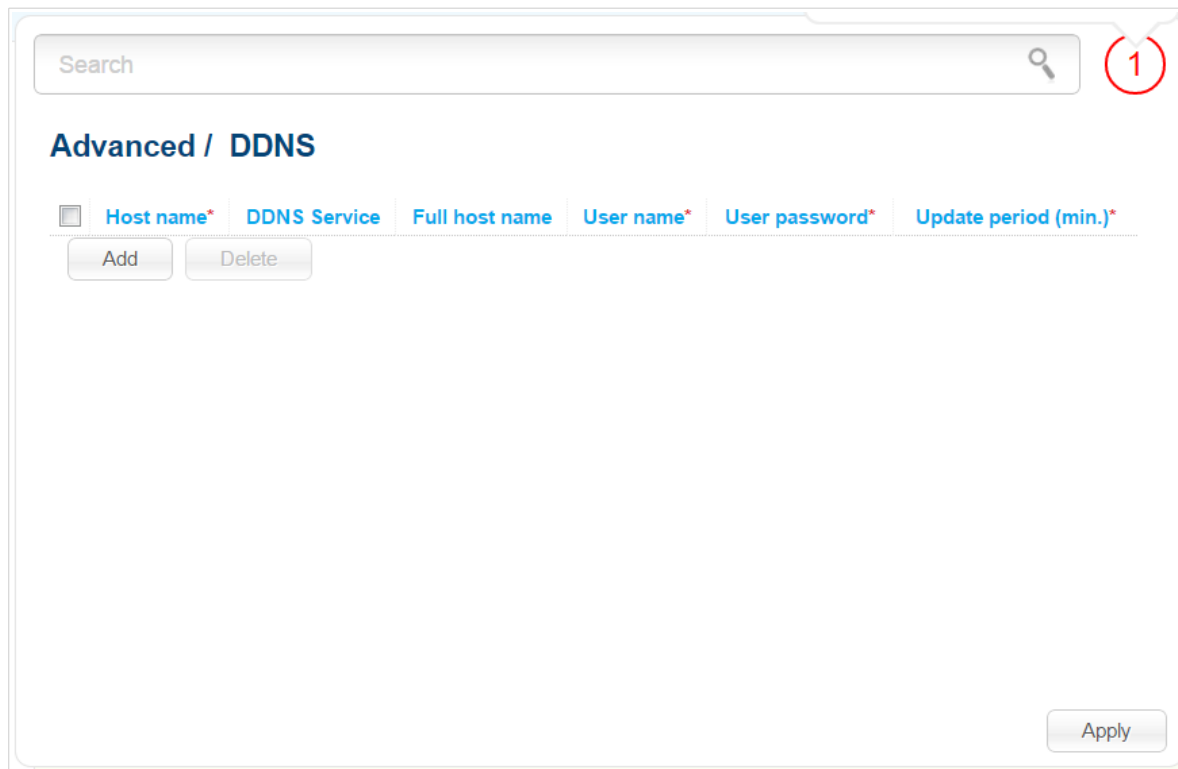 Search
1
Advanced / DDNS
Host name* DDNS Service Full host name User name* User password* Update period (min.)*
Add Delete
Apply